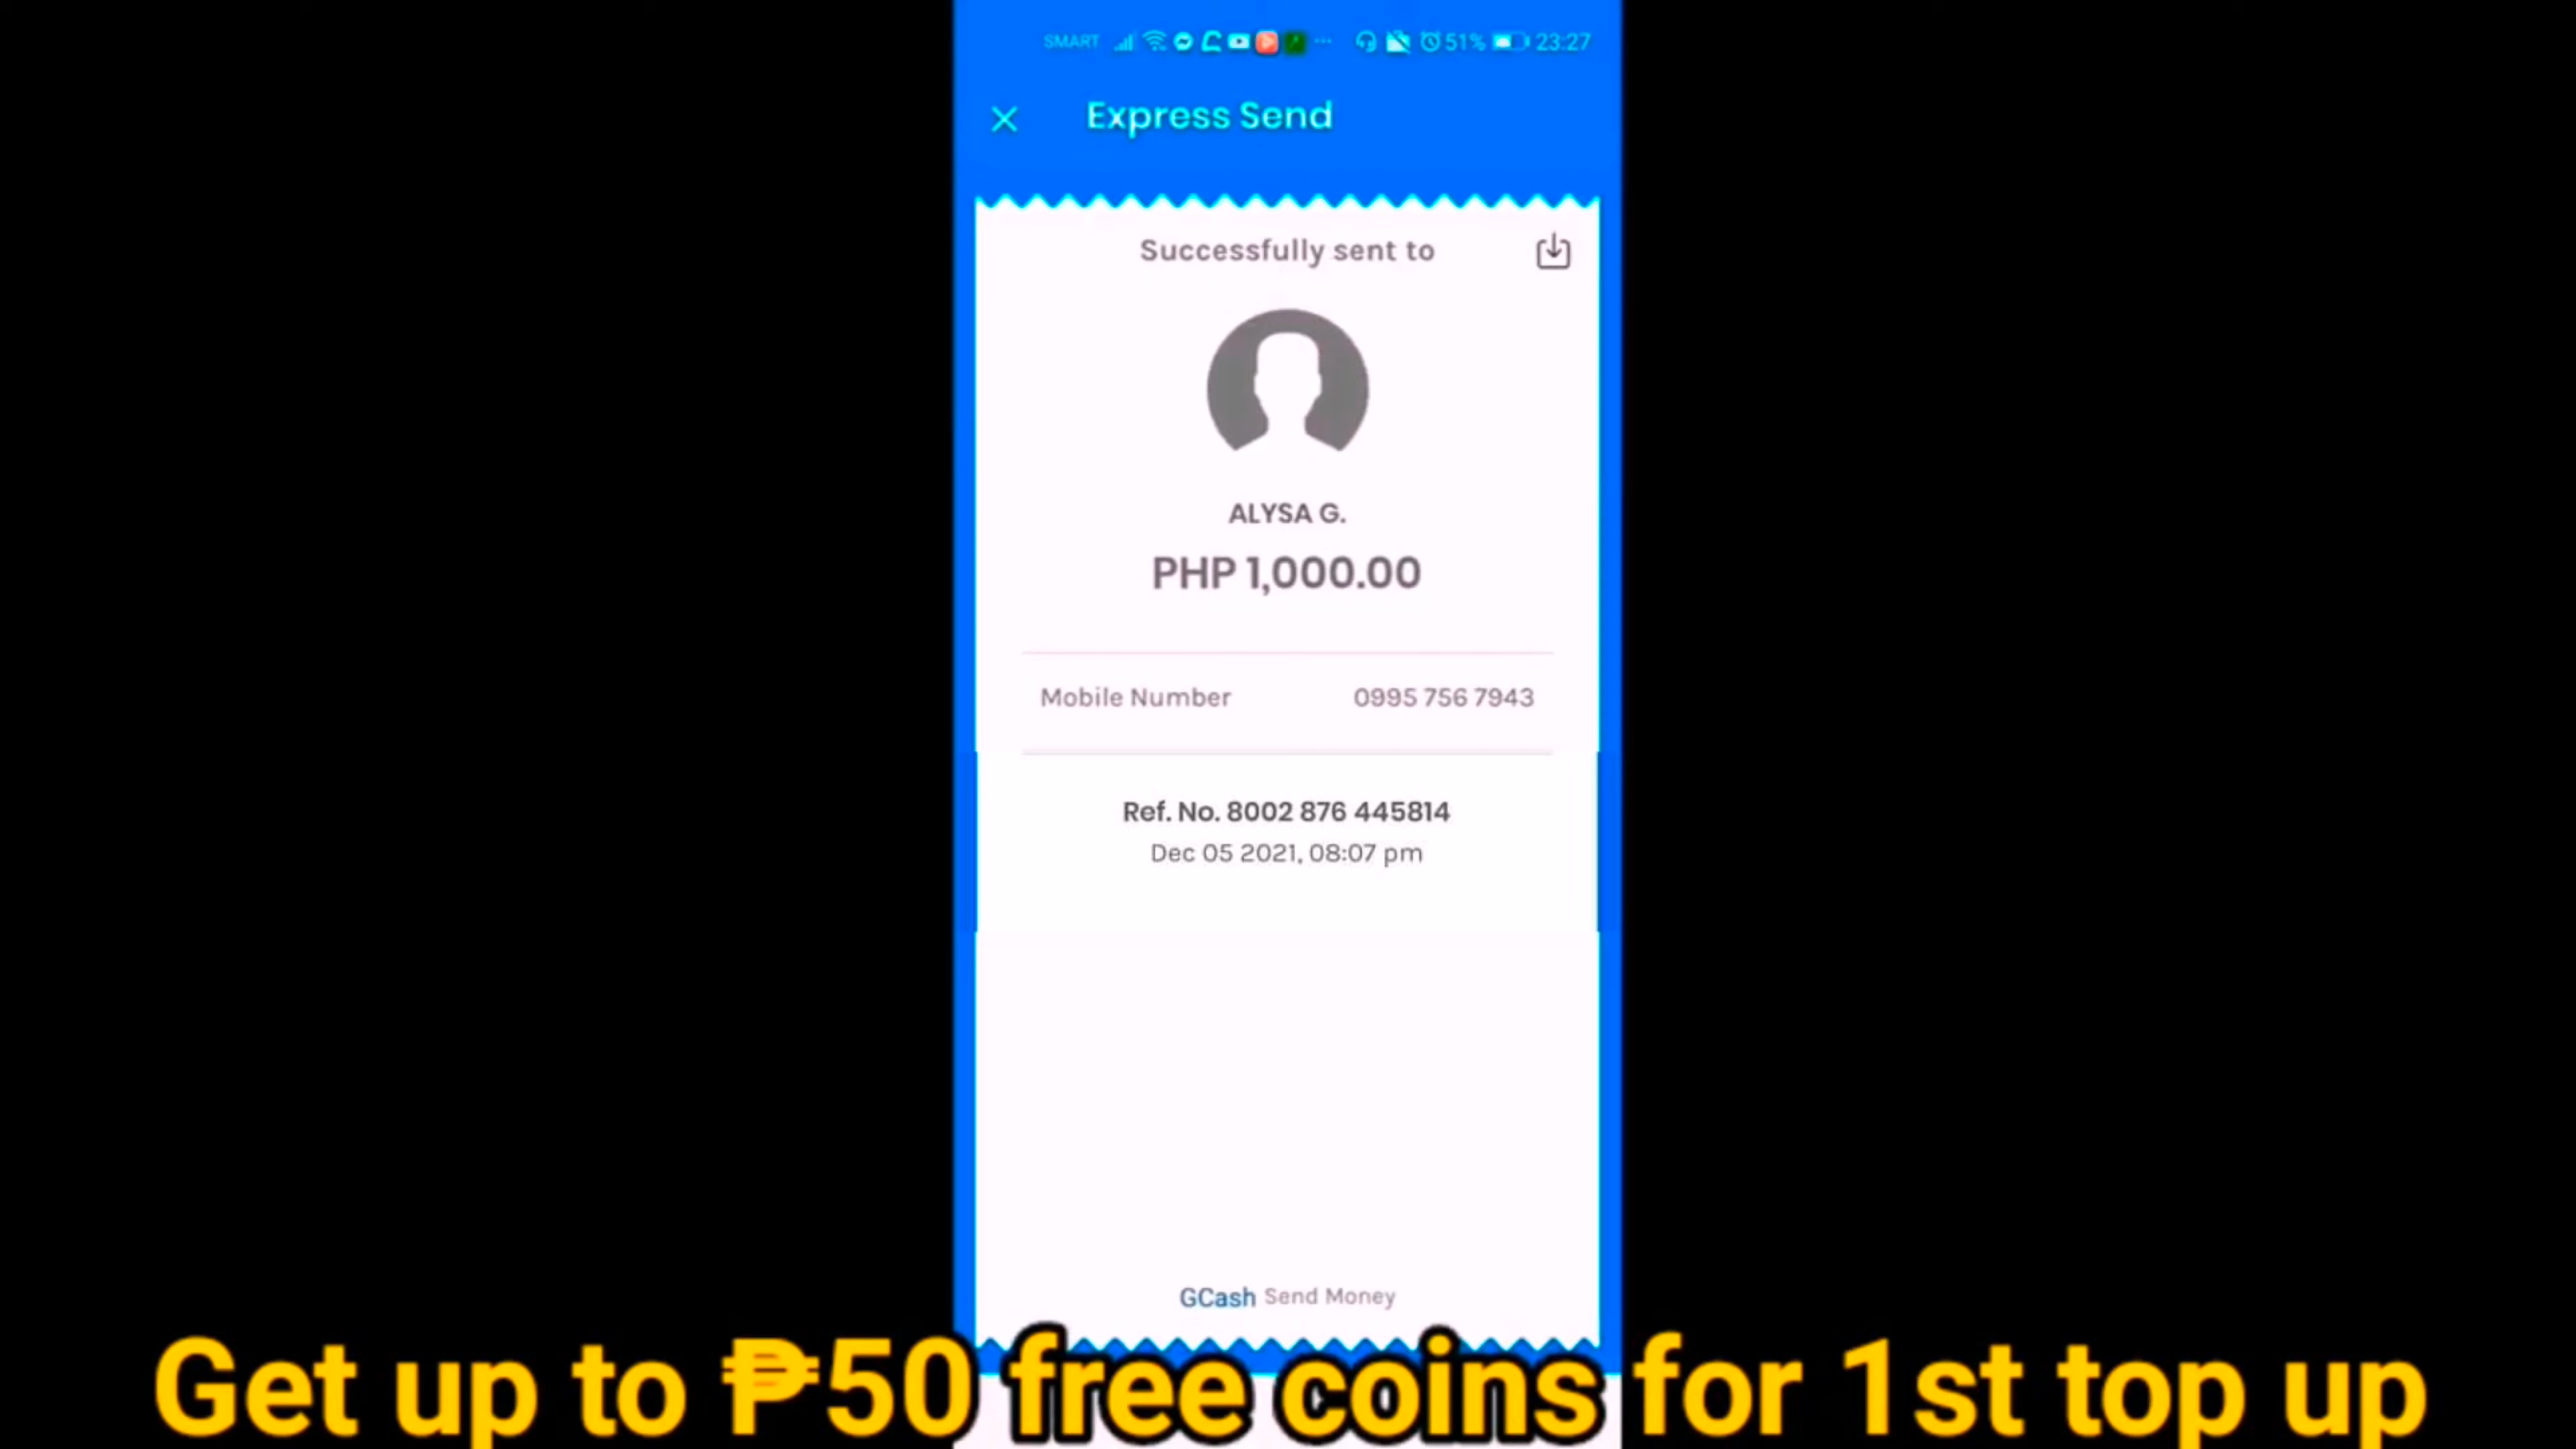 SMART 51% 23:27
Express Send
Successfully sent to
ALYSA G.
PHP 1,000.00
Mobile Number 0995 756 7943
Ref. No. 8002 876 445814
Dec 05 2021, 08:07 pm
GCash Send Money
Get up to ₱50 free coins for 1st top up